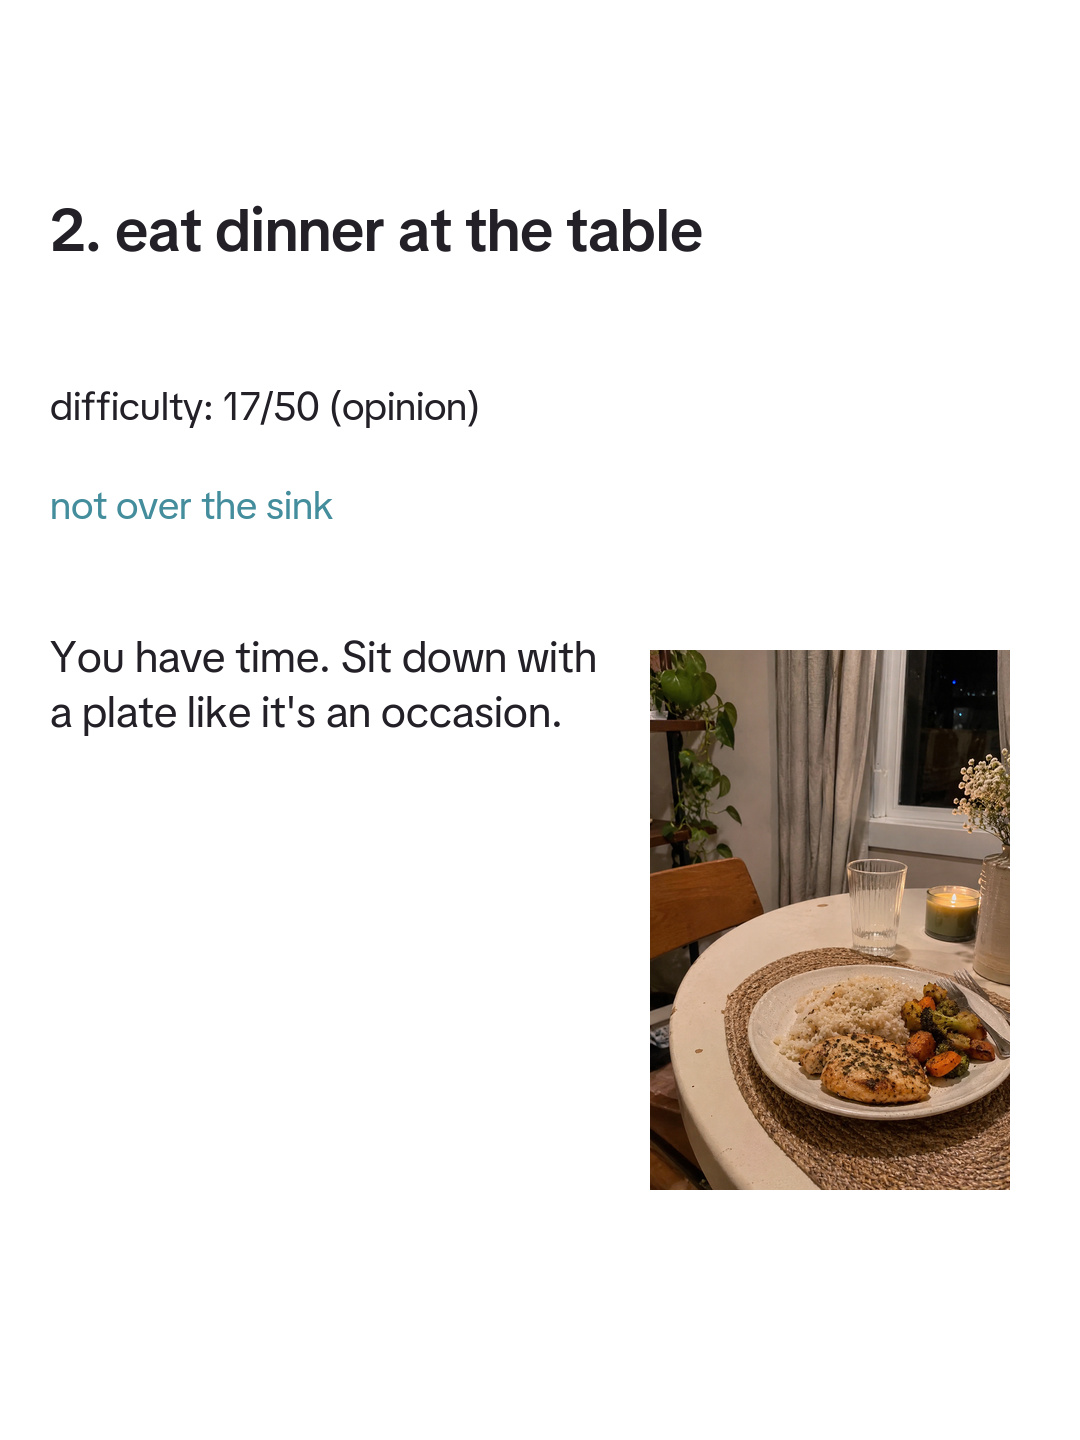 2. eat dinner at the table
difficulty: 17/50 (opinion)
not over the sink
You have time. Sit down with
a plate like it's an occasion.